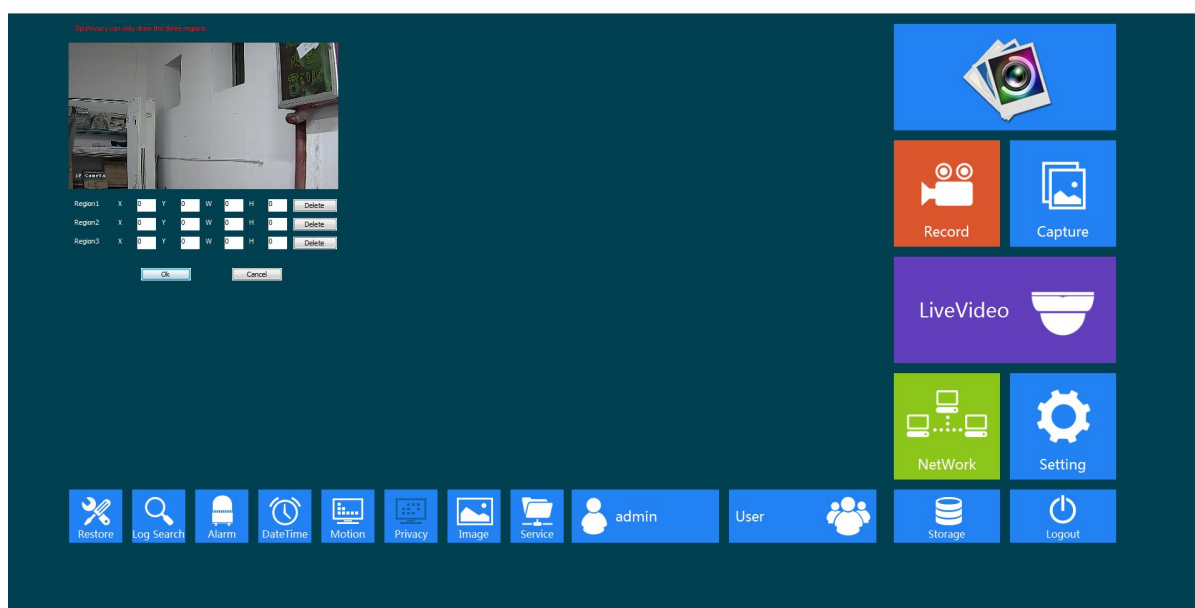 Tip:Privacy can only draw the three regions
IP Camera
Region1 X 0 Y 0 W 0 H 0 Delete
Region2 X 0 Y 0 W 0 H 0 Delete
Region3 X 0 Y 0 W 0 H 0 Delete
Ok Cancel
Record Capture
LiveVideo
NetWork Setting
Restore Log Search Alarm DateTime Motion Privacy Image Service admin User Storage Logout